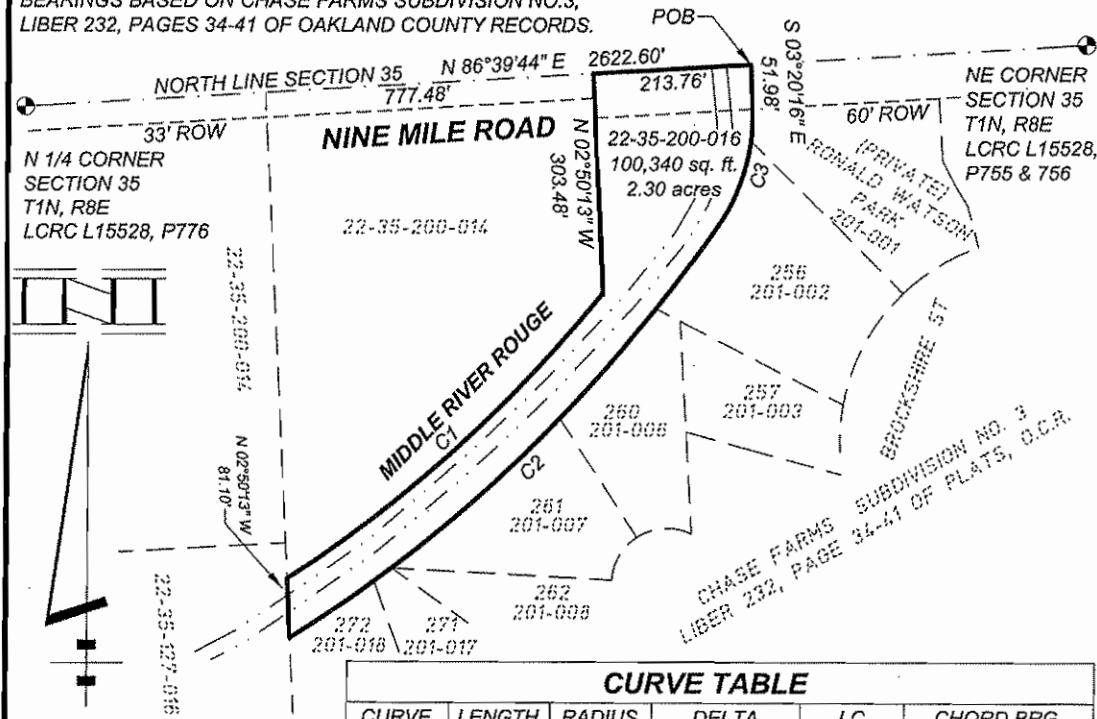 BEARINGS BASED ON CHASE FARMS SUBDIVISION NO.3,
LIBER 232, PAGES 34-41 OF OAKLAND COUNTY RECORDS.
POB
S 03°20'16" E
51.98'
NORTH LINE SECTION 35
N 86°39'44" E
2622.60'
777.48'
213.76'
33' ROW
NINE MILE ROAD
60' ROW
NE CORNER
SECTION 35
T1N, R8E
LCRC L15528,
P755 & 756
N 1/4 CORNER
SECTION 35
T1N, R8E
LCRC L15528, P776
N 02°50'13" W
303.48'
22-35-200-016
100,340 sq. ft.
2.30 acres
C3
(PRIVATE)
RONALD WATSON
PARK
201-001
22-35-200-014
22-35-200-014
256
201-002
BROCKSHIRE ST
MIDDLE RIVER ROUGE
C1
257
201-003
260
201-006
C2
N 02°50'13" W
81.10'
261
201-007
CHASE FARMS SUBDIVISION NO. 3
LIBER 232, PAGE 34-41 OF PLATS, O.C.R.
262
201-008
22-35-127-016
272
201-018
271
201-017
CURVE TABLE
CURVE LENGTH RADIUS DELTA LC CHORD BRG